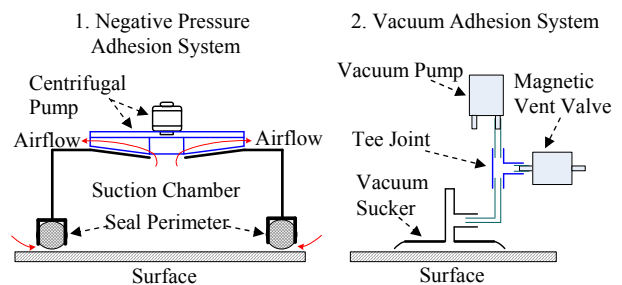 1. Negative Pressure
Adhesion System
Centrifugal
Pump
Airflow
Airflow
Suction Chamber
Seal Perimeter
Surface
2. Vacuum Adhesion System
Vacuum Pump
Magnetic
Vent Valve
Tee Joint
Vacuum
Sucker
Surface